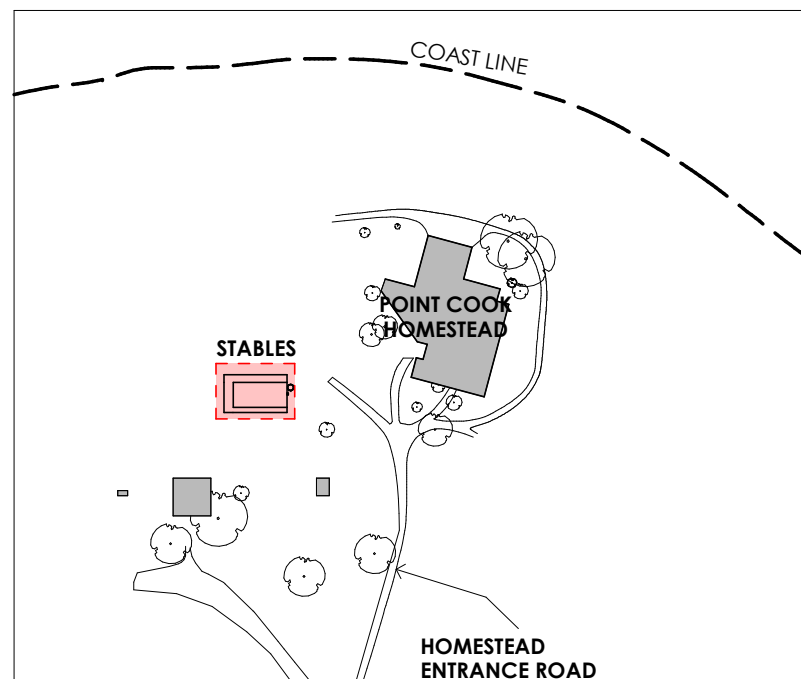 COAST LINE
POINT COOK
HOMESTEAD
STABLES
HOMESTEAD
ENTRANCE ROAD